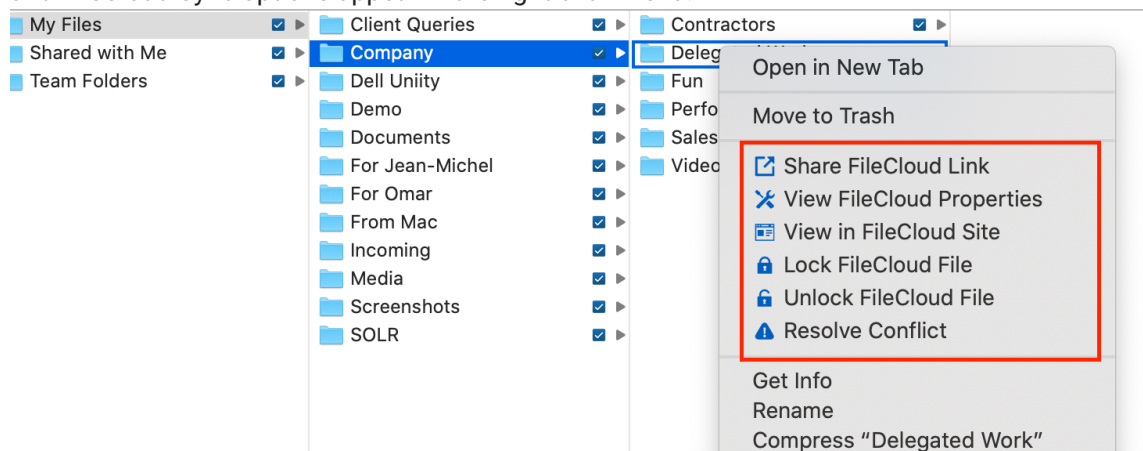 My Files
Shared with Me
Team Folders
Client Queries
Company
Dell Uniity
Demo
Documents
For Jean-Michel
For Omar
From Mac
Incoming
Media
Screenshots
SOLR
Contractors
Deleg
Fun
Perfo
Sales
Video
Open in New Tab
Move to Trash
Share FileCloud Link
View FileCloud Properties
View in FileCloud Site
Lock FileCloud File
Unlock FileCloud File
Resolve Conflict
Get Info
Rename
Compress “Delegated Work”